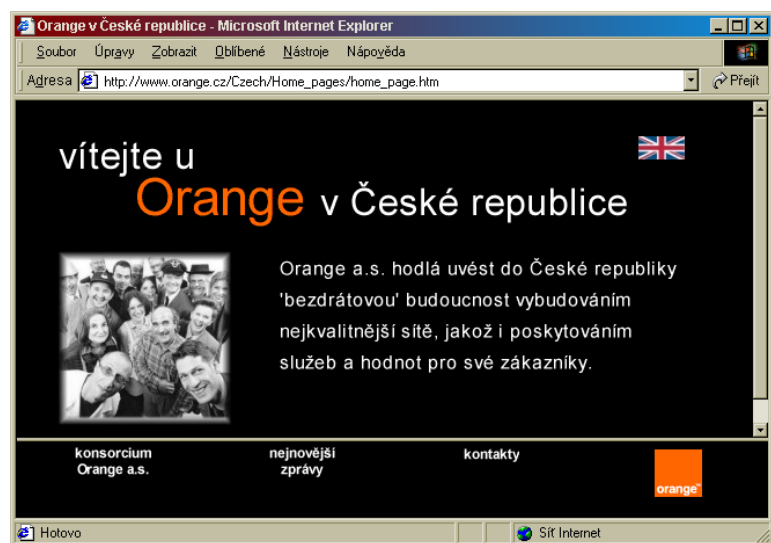 Orange v České republice - Microsoft Internet Explorer
Soubor Úpravy Zobrazit Oblíbené Nástroje Nápověda
Adresa http://www.orange.cz/Czech/Home_pages/home_page.htm Přejít
vítejte u
Orange v České republice
Orange a.s. hodlá uvést do České republiky
'bezdrátovou' budoucnost vybudováním
nejkvalitnější sítě, jakož i poskytováním
služeb a hodnot pro své zákazníky.
konsorcium
Orange a.s.
nejnovější
zprávy
kontakty
orange™
Hotovo
Síť Internet